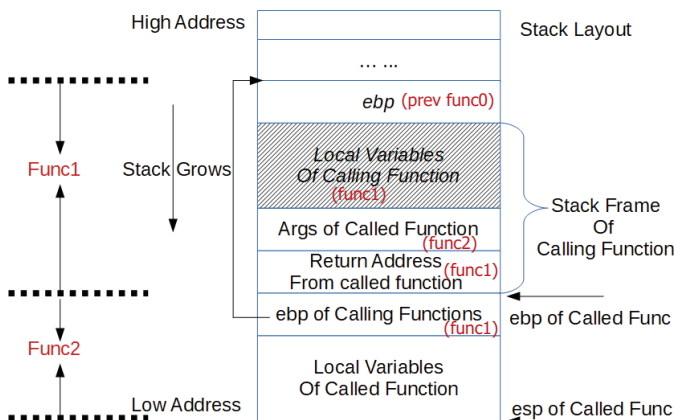 High Address
Stack Layout
... ...
ebp (prev func0)
Func1
Stack Grows
Local Variables
Of Calling Function
(func1)
Stack Frame
Of
Calling Function
Args of Called Function
(func2)
Return Address
From called function
(func1)
ebp of Calling Functions
(func1)
ebp of Called Func
Func2
Local Variables
Of Called Function
Low Address
esp of Called Func